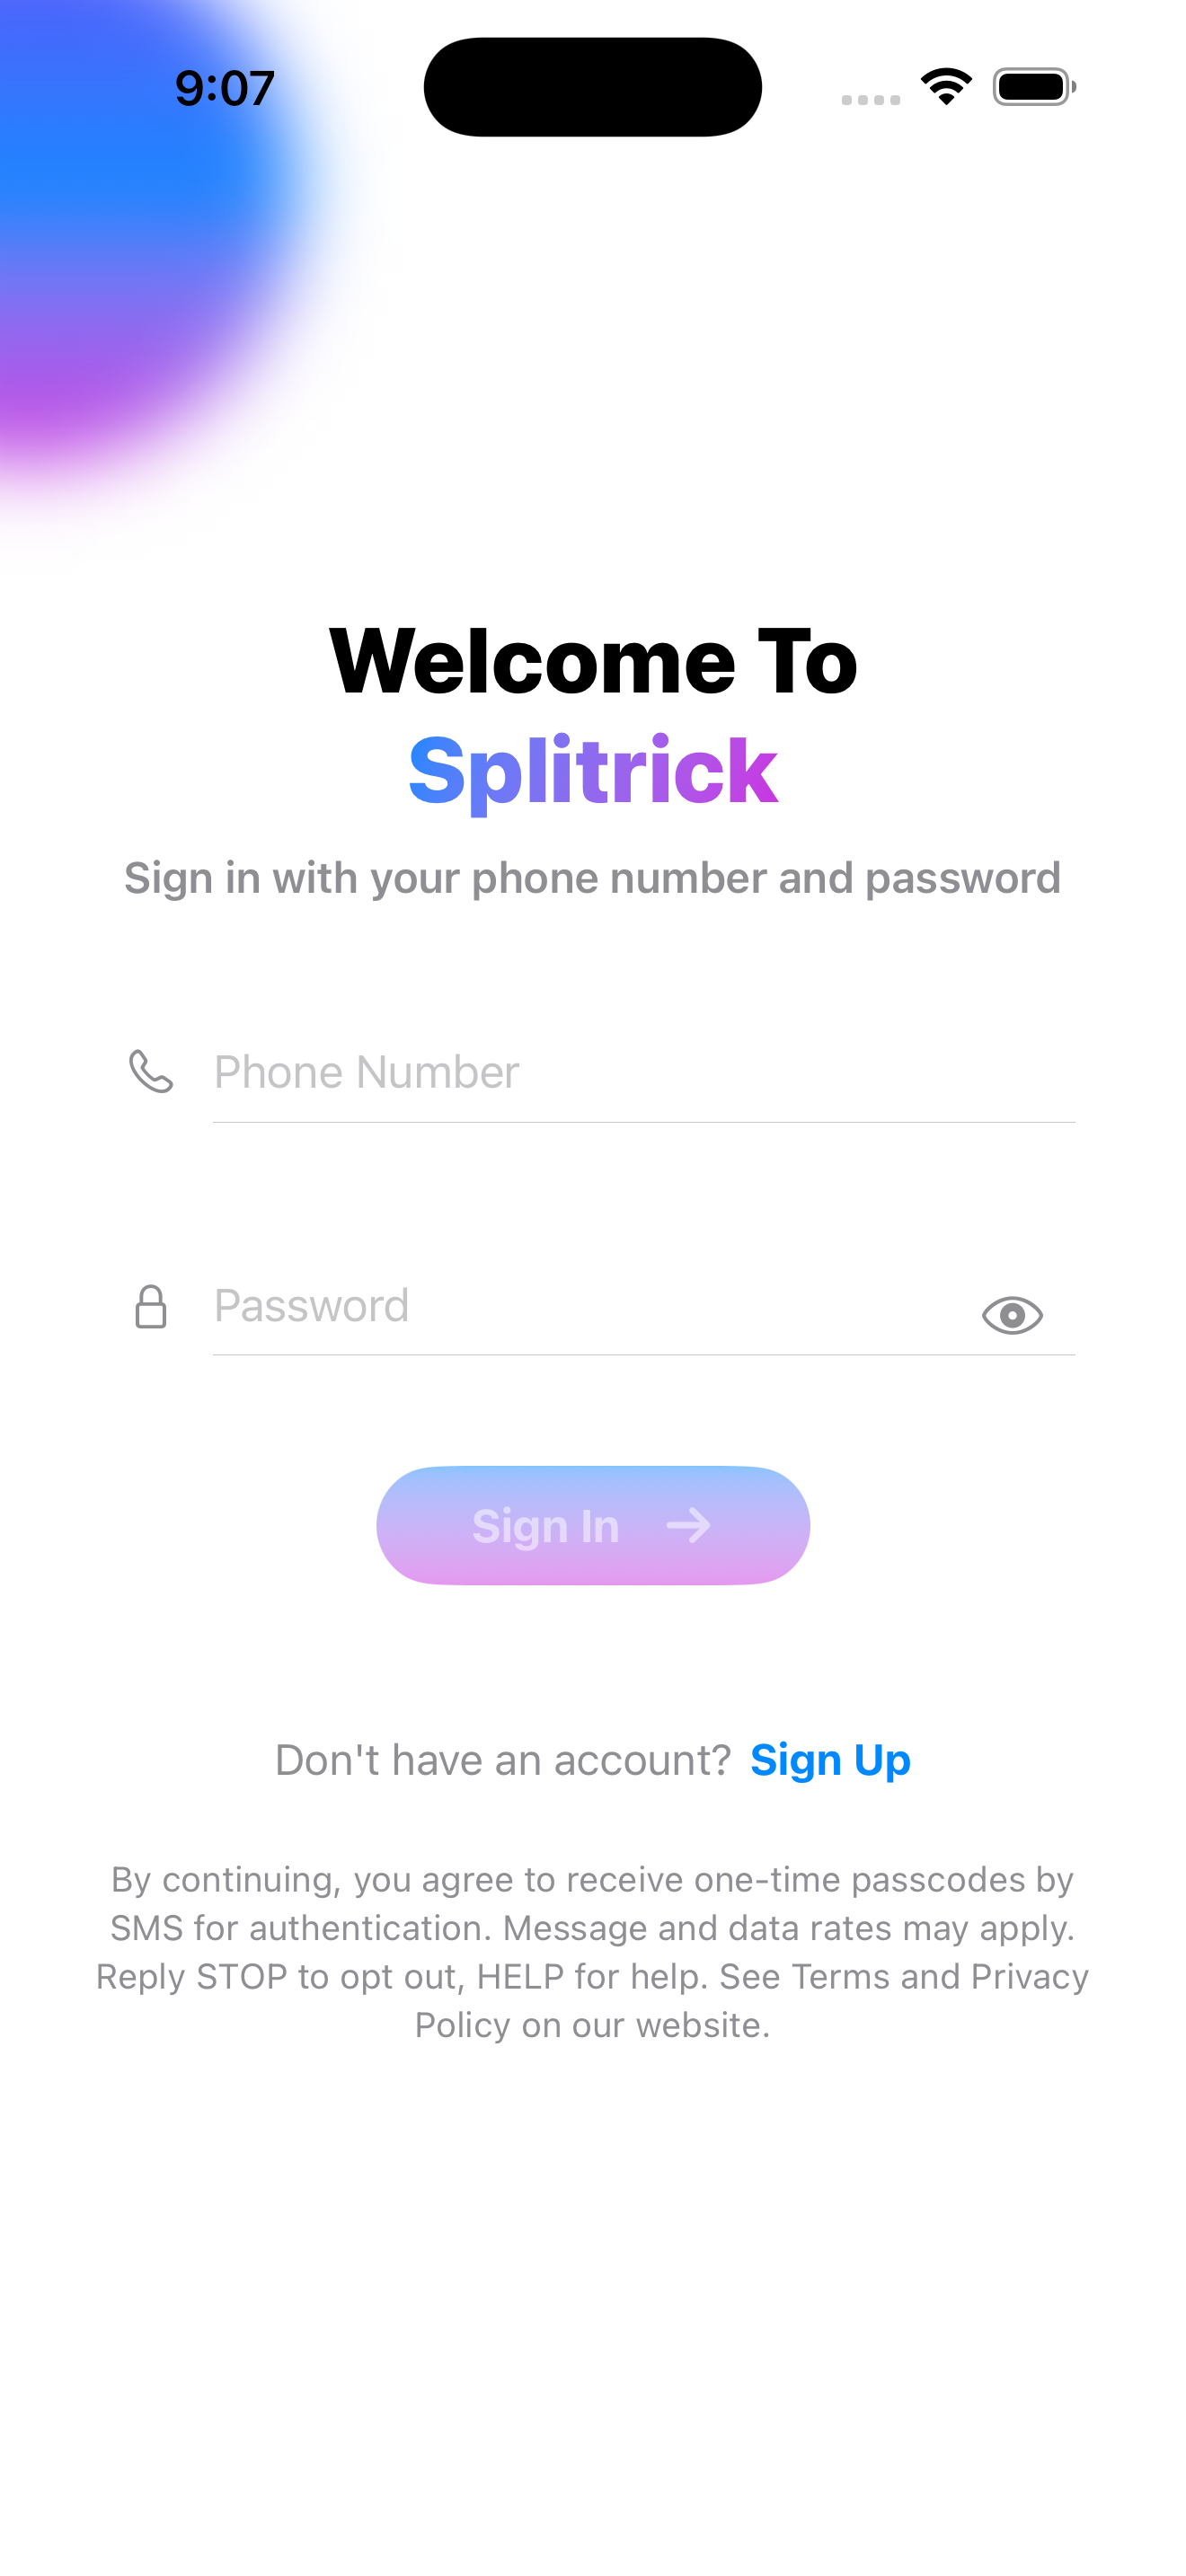 9:07
Welcome To
Splitrick
Sign in with your phone number and password
Phone Number
Password
Sign In
Don't have an account? Sign Up
By continuing, you agree to receive one-time passcodes by
SMS for authentication. Message and data rates may apply.
Reply STOP to opt out, HELP for help. See Terms and Privacy
Policy on our website.